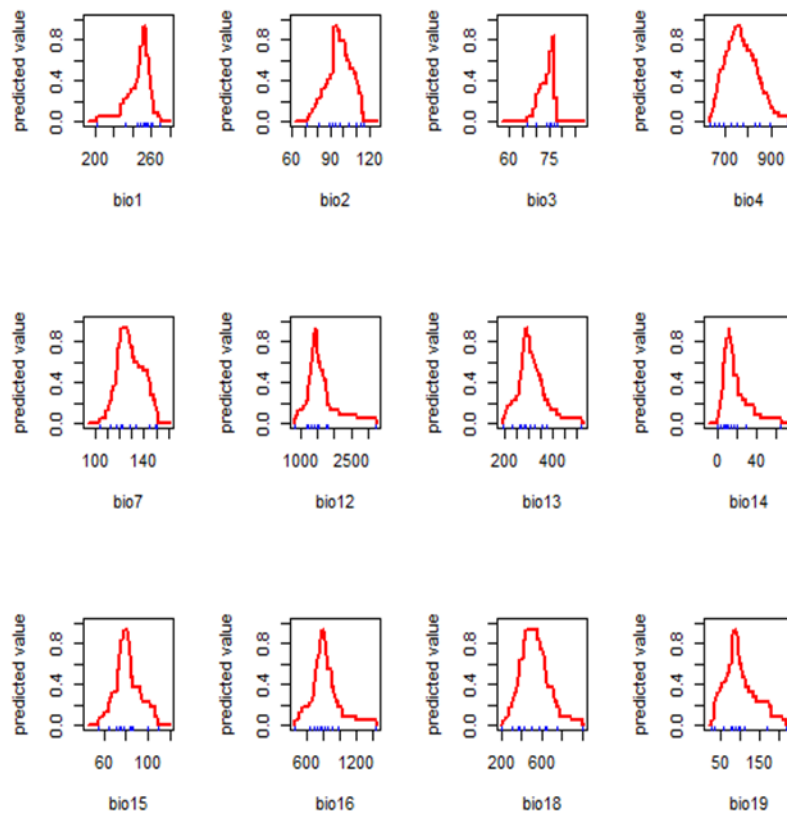 predicted value
0.0 0.4 0.8
200 260
bio1
predicted value
0.0 0.4 0.8
60 90 120
bio2
predicted value
0.0 0.4 0.8
60 75
bio3
predicted value
0.0 0.4 0.8
700 900
bio4
predicted value
0.0 0.4 0.8
100 140
bio7
predicted value
0.0 0.4 0.8
1000 2500
bio12
predicted value
0.0 0.4 0.8
200 400
bio13
predicted value
0.0 0.4 0.8
0 40
bio14
predicted value
0.0 0.4 0.8
60 100
bio15
predicted value
0.0 0.4 0.8
600 1200
bio16
predicted value
0.0 0.4 0.8
200 600
bio18
predicted value
0.0 0.4 0.8
50 150
bio19